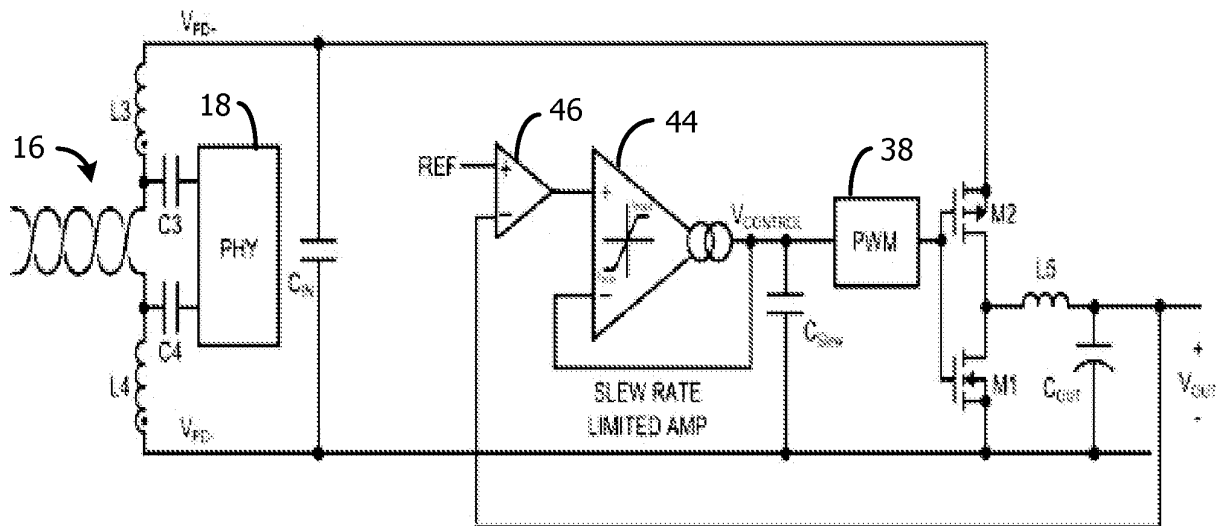 V_PD-
L3
18
16
C3
PHY
C_IN
C4
L4
V_PD-
46
44
REF
+
-
+
-
V_CONTROL
SLEW RATE
LIMITED AMP
C_Slew
38
PWM
M2
M1
L5
C_OUT
+
V_OUT
-